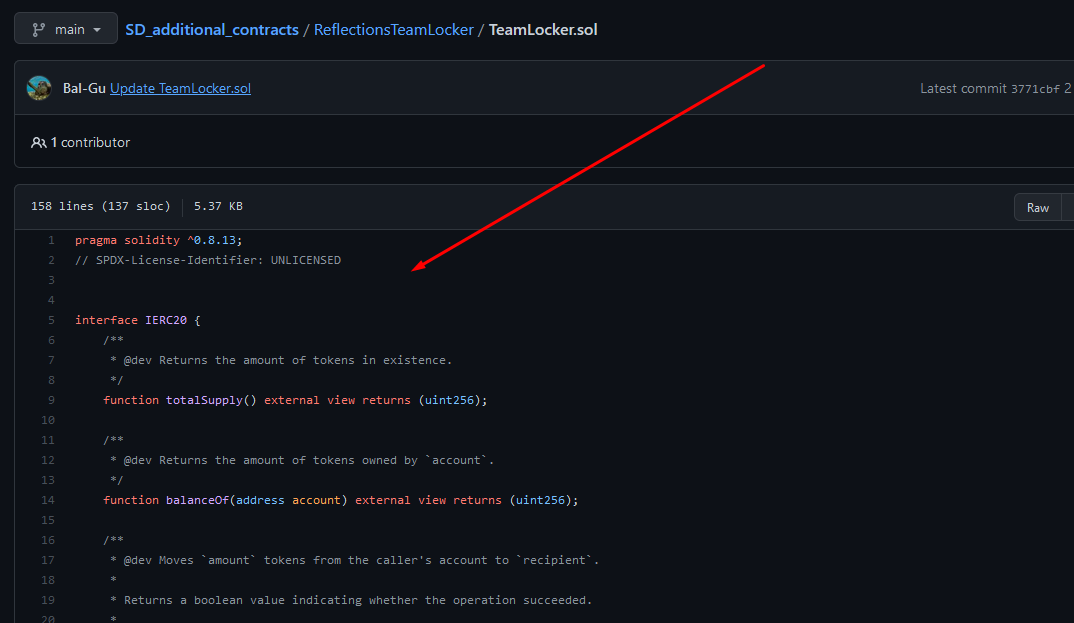 main
SD_additional_contracts / ReflectionsTeamLocker / TeamLocker.sol
Bal-Gu Update TeamLocker.sol
Latest commit 3771cbf 2
1 contributor
158 lines (137 sloc) 5.37 KB
Raw
1 pragma solidity ^0.8.13;
2 // SPDX-License-Identifier: UNLICENSED
3
4
5 interface IERC20 {
6 /**
7 * @dev Returns the amount of tokens in existence.
8 */
9 function totalSupply() external view returns (uint256);
10
11 /**
12 * @dev Returns the amount of tokens owned by `account`.
13 */
14 function balanceOf(address account) external view returns (uint256);
15
16 /**
17 * @dev Moves `amount` tokens from the caller's account to `recipient`.
18 *
19 * Returns a boolean value indicating whether the operation succeeded.
20 *